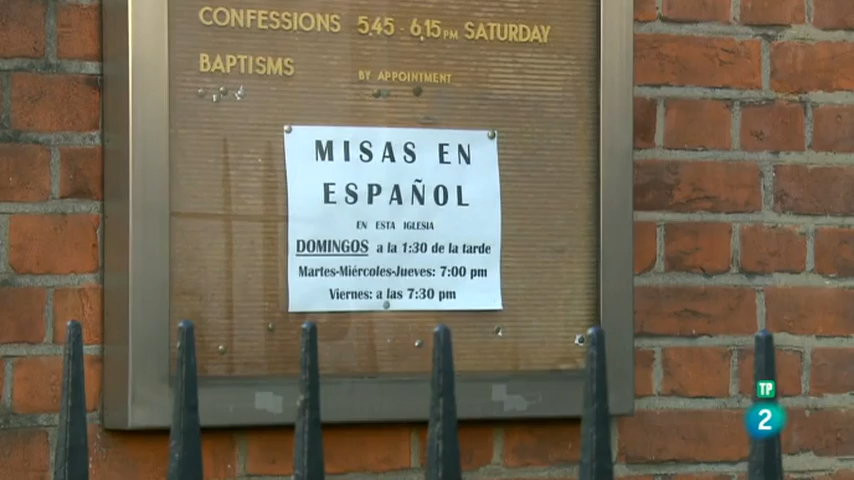 CONFESSIONS 5.45 - 6.15 PM SATURDAY
BAPTISMS BY APPOINTMENT
MISAS EN
ESPAÑOL
EN ESTA IGLESIA
DOMINGOS a la 1:30 de la tarde
Martes-Miércoles-Jueves: 7:00 pm
Viernes: a las 7:30 pm
TP
2